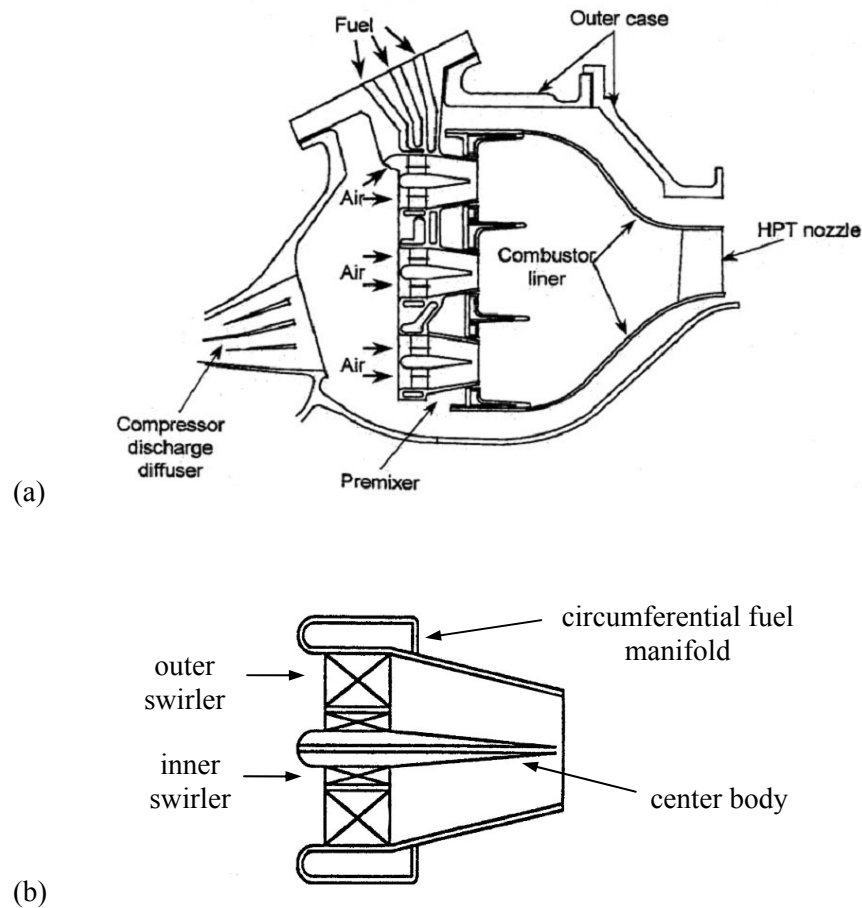 Fuel
Outer case
Air
Air
Air
HPT nozzle
Combustor
liner
Compressor
discharge
diffuser
Premixer
(a)
circumferential fuel
manifold
outer
swirler
inner
swirler
center body
(b)